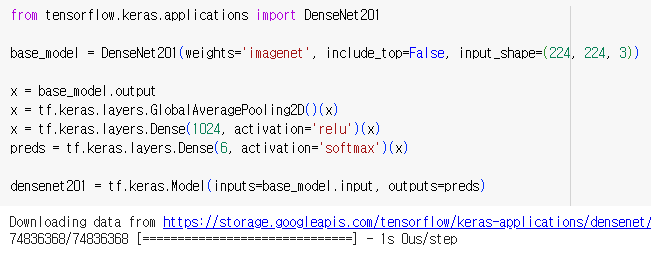 from tensorflow.keras.applications import DenseNet201
base_model = DenseNet201(weights='imagenet', include_top=False, input_shape=(224, 224, 3))
x = base_model.output
x = tf.keras.layers.GlobalAveragePooling2D()(x)
x = tf.keras.layers.Dense(1024, activation='relu')(x)
preds = tf.keras.layers.Dense(6, activation='softmax')(x)
densenet201 = tf.keras.Model(inputs=base_model.input, outputs=preds)
Downloading data from https://storage.googleapis.com/tensorflow/keras-applications/densenet/
74836368/74836368 [==============================] - 1s 0us/step